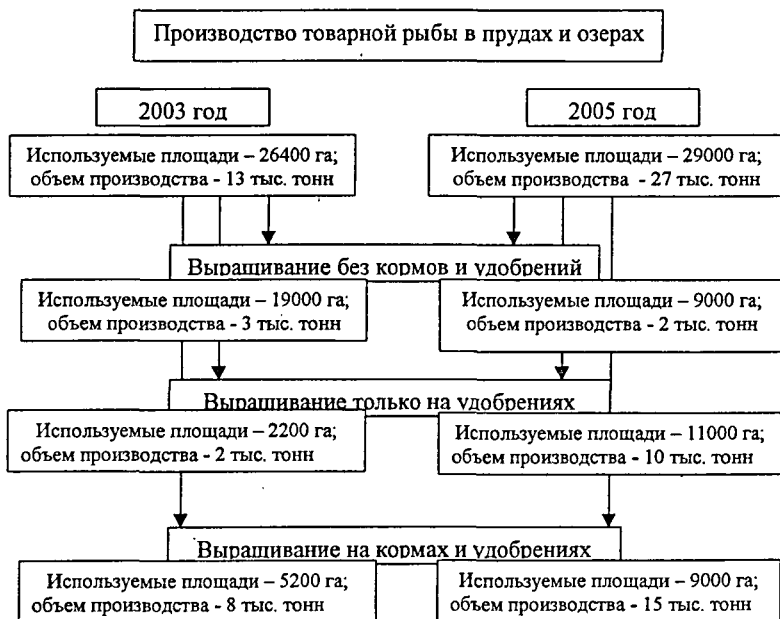 Производство товарной рыбы в прудах и озерах
2003 год
2005 год
Используемые площади – 26400 га;
объем производства - 13 тыс. тонн
Используемые площади – 29000 га;
объем производства - 27 тыс. тонн
Выращивание без кормов и удобрений
Используемые площади – 19000 га;
объем производства - 3 тыс. тонн
Используемые площади – 9000 га;
объем производства - 2 тыс. тонн
Выращивание только на удобрениях
Используемые площади – 2200 га;
объем производства - 2 тыс. тонн
Используемые площади – 11000 га;
объем производства - 10 тыс. тонн
Выращивание на кормах и удобрениях
Используемые площади – 5200 га;
объем производства - 8 тыс. тонн
Используемые площади – 9000 га;
объем производства - 15 тыс. тонн